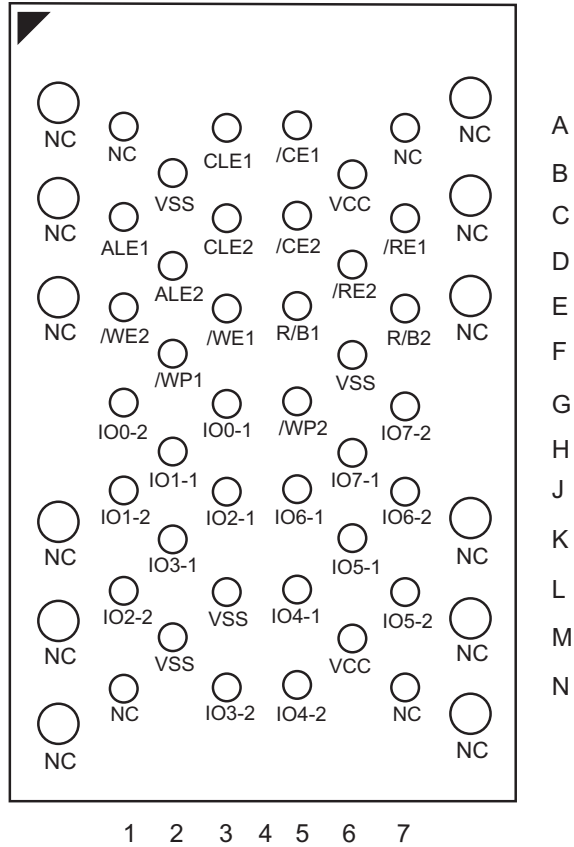 NC NC CLE1 /CE1 NC NC A
VSS VCC B
NC ALE1 CLE2 /CE2 /RE1 NC C
ALE2 /RE2 D
NC /WE2 /WE1 R/B1 R/B2 NC E
/WP1 VSS F
IO0-2 IO0-1 /WP2 IO7-2 G
IO1-1 IO7-1 H
IO1-2 IO2-1 IO6-1 IO6-2 J
NC IO3-1 IO5-1 NC K
IO2-2 VSS IO4-1 IO5-2 L
NC VSS VCC NC M
NC IO3-2 IO4-2 NC N
NC NC
1 2 3 4 5 6 7